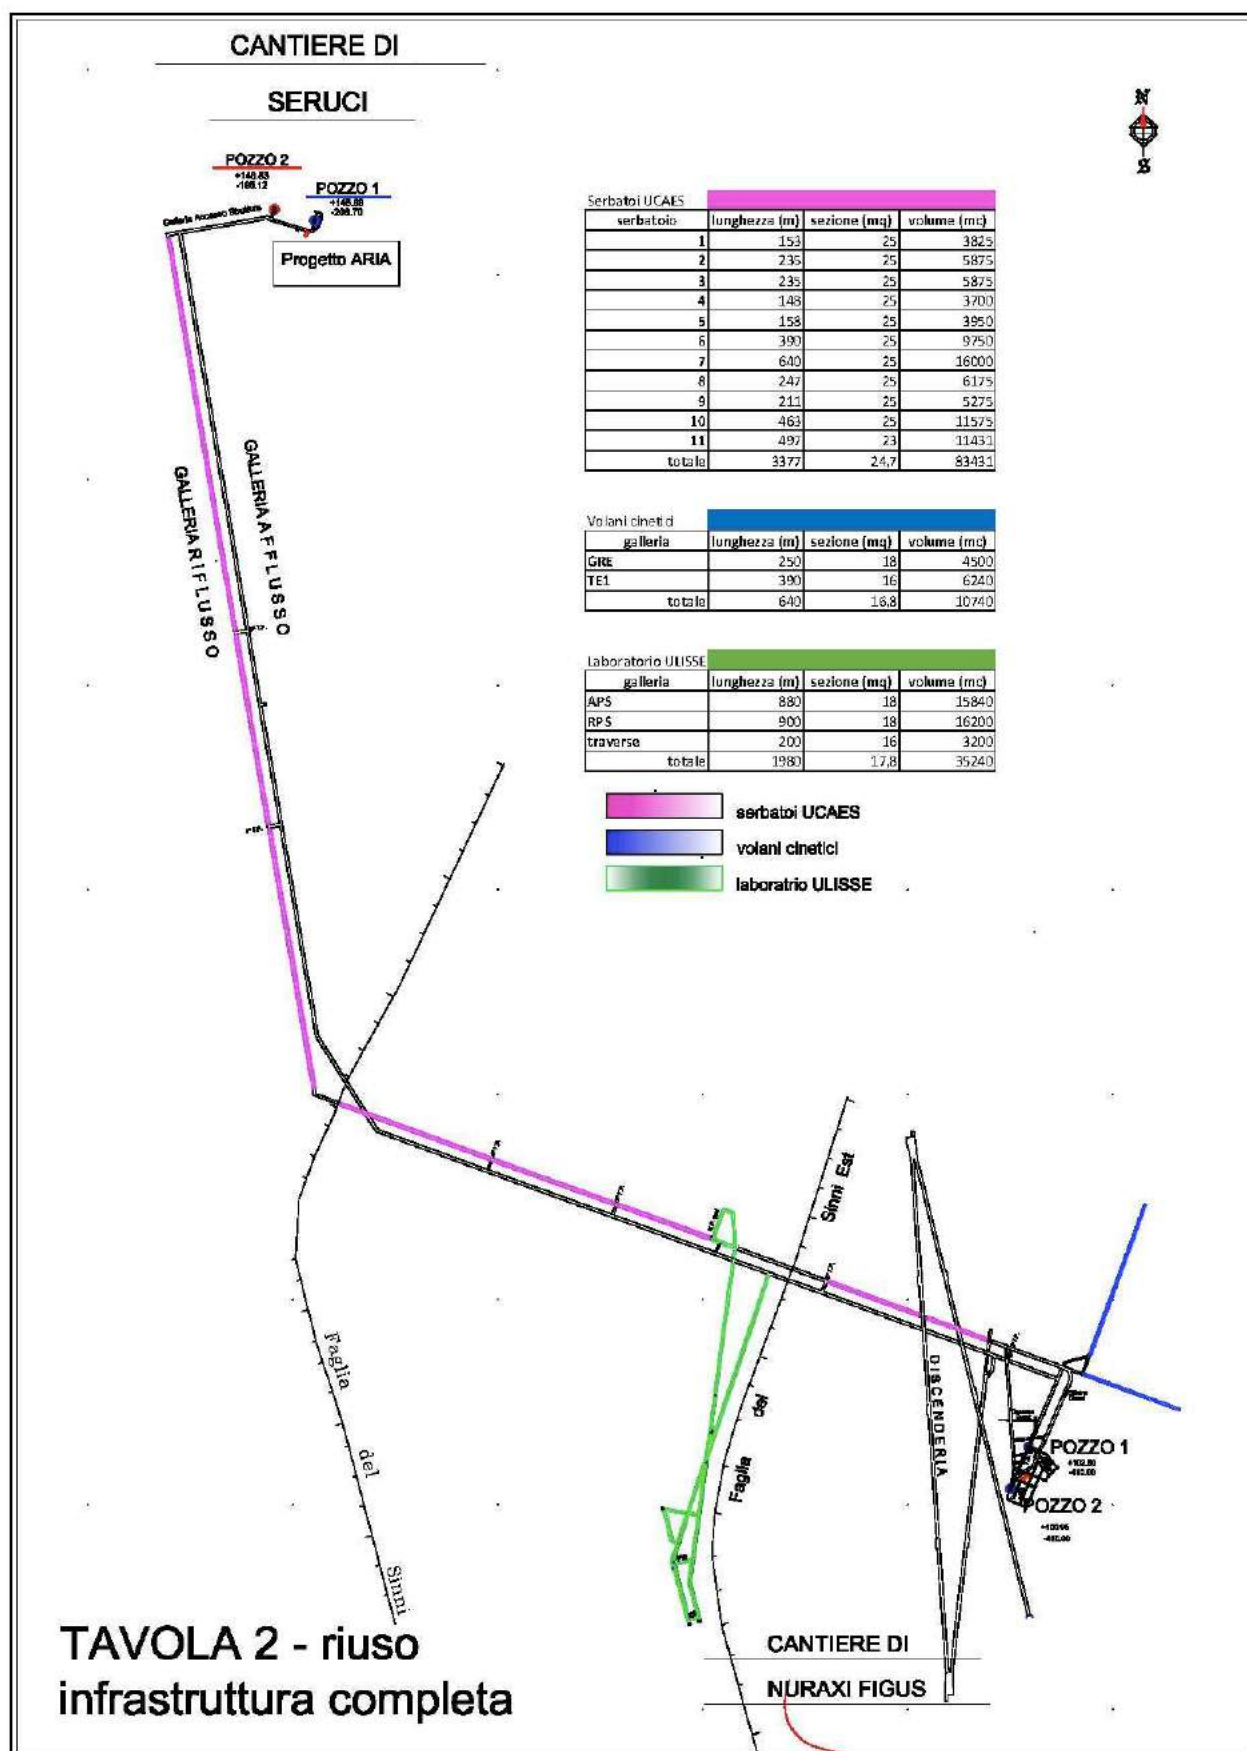 CANTIERE DI
SERUCI
N
S
POZZO 2
POZZO 1
Galleria Accesso Struttura
Progetto ARIA
Serbatoi UCAES
serbatoio lunghezza (m) sezione (mq) volume (mc)
1 153 25 3825
2 235 25 5875
3 235 25 5875
4 148 25 3700
5 158 25 3950
6 390 25 9750
7 640 25 16000
8 247 25 6175
9 211 25 5275
10 463 25 11575
11 497 23 11431
totale 3377 24,7 83431
Volani cinetici
galleria lunghezza (m) sezione (mq) volume (mc)
GRE 250 18 4500
TE1 390 16 6240
totale 640 16,8 10740
Laboratorio ULISSE
galleria lunghezza (m) sezione (mq) volume (mc)
APS 880 18 15840
RPS 900 18 16200
traverse 200 16 3200
totale 1980 17,8 35240
serbatoi UCAES
volani cinetici
laboratrio ULISSE
GALLERIA AFFLUSSO
GALLERIA RIFLUSSO
Faglia del Sinni Est
Faglia del Sinni
DISCENDERIA
POZZO 1
POZZO 2
CANTIERE DI
NURAXI FIGUS
TAVOLA 2 - riuso
infrastruttura completa